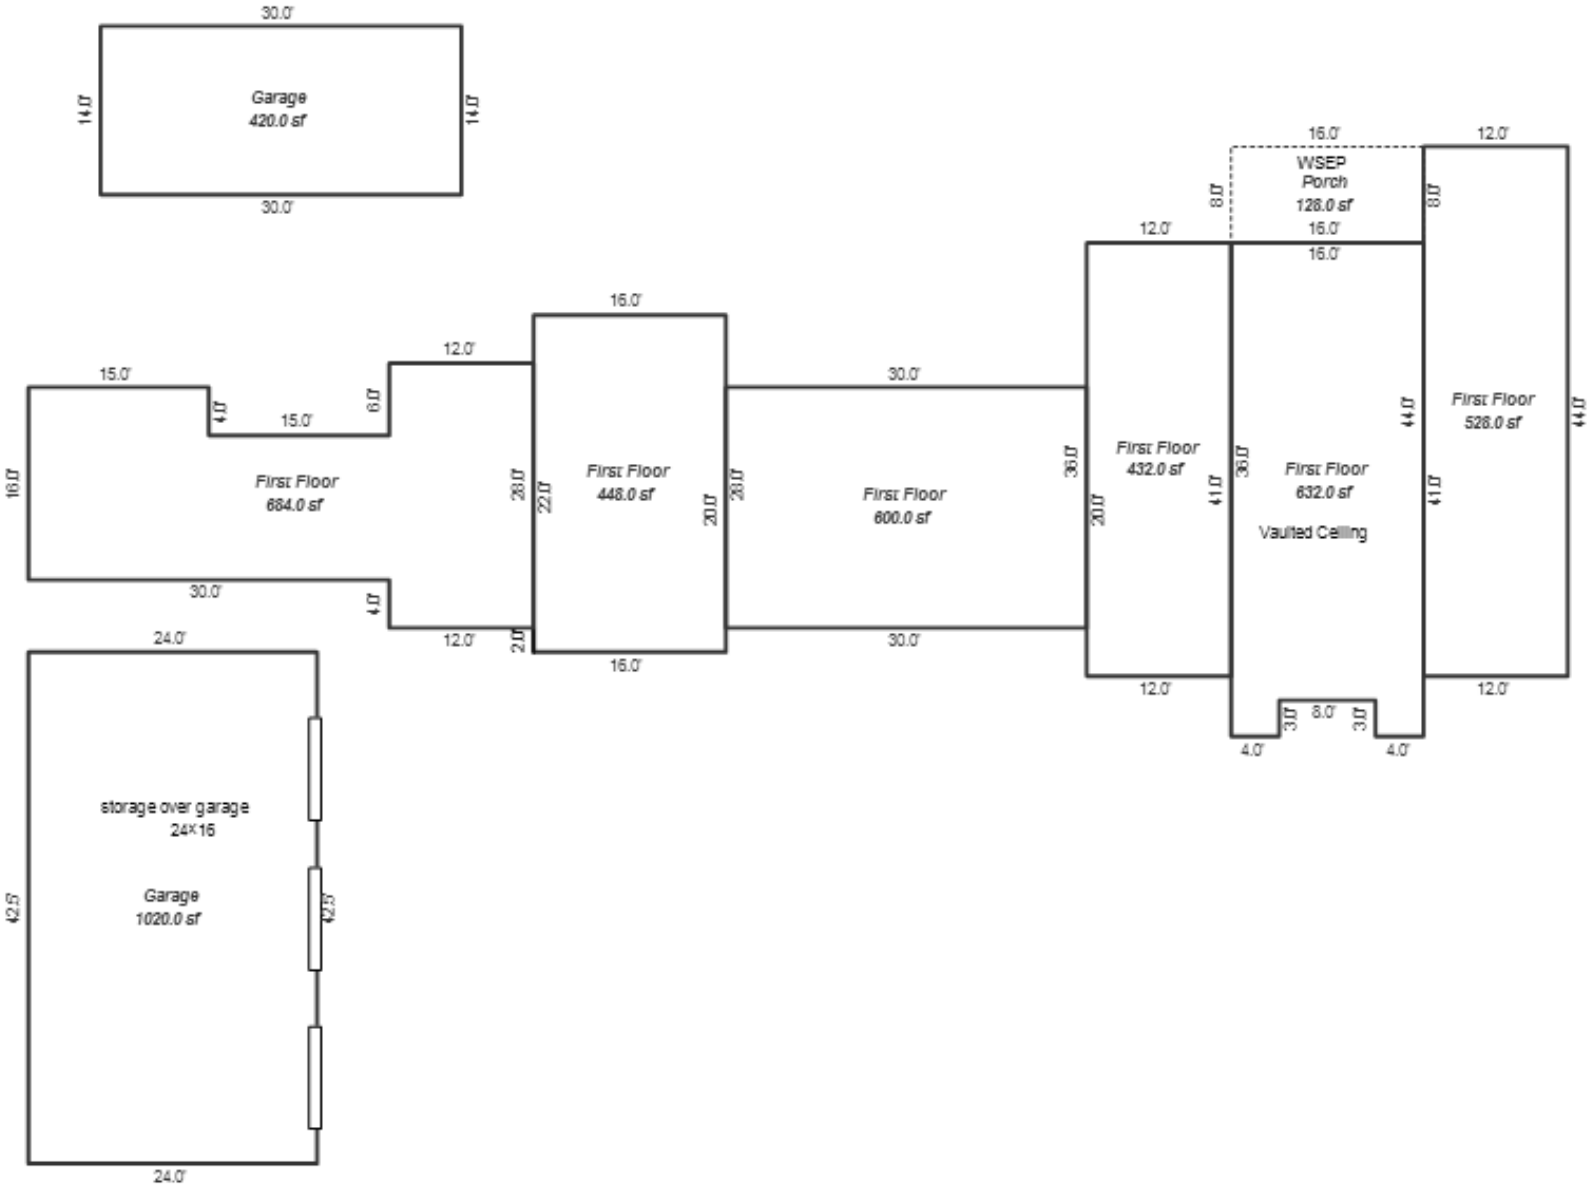 30.0'
14.0'
Garage
420.0 sf
14.0'
30.0'
16.0'
12.0'
8.0'
WSEP
Porch
128.0 sf
8.0'
12.0'
16.0'
16.0'
16.0'
12.0'
15.0'
30.0'
4.0'
6.0'
15.0'
16.0'
First Floor
684.0 sf
28.0'
22.0'
First Floor
448.0 sf
20.0'
28.0'
First Floor
600.0 sf
36.0'
20.0'
First Floor
432.0 sf
41.0'
36.0'
First Floor
632.0 sf
Vaulted Ceiling
44.0'
41.0'
First Floor
528.0 sf
44.0'
30.0'
4.0'
12.0'
2.0'
16.0'
30.0'
12.0'
12.0'
3.0'
8.0'
3.0'
4.0'
4.0'
24.0'
storage over garage
24x16
42.5'
Garage
1020.0 sf
42.5'
24.0'